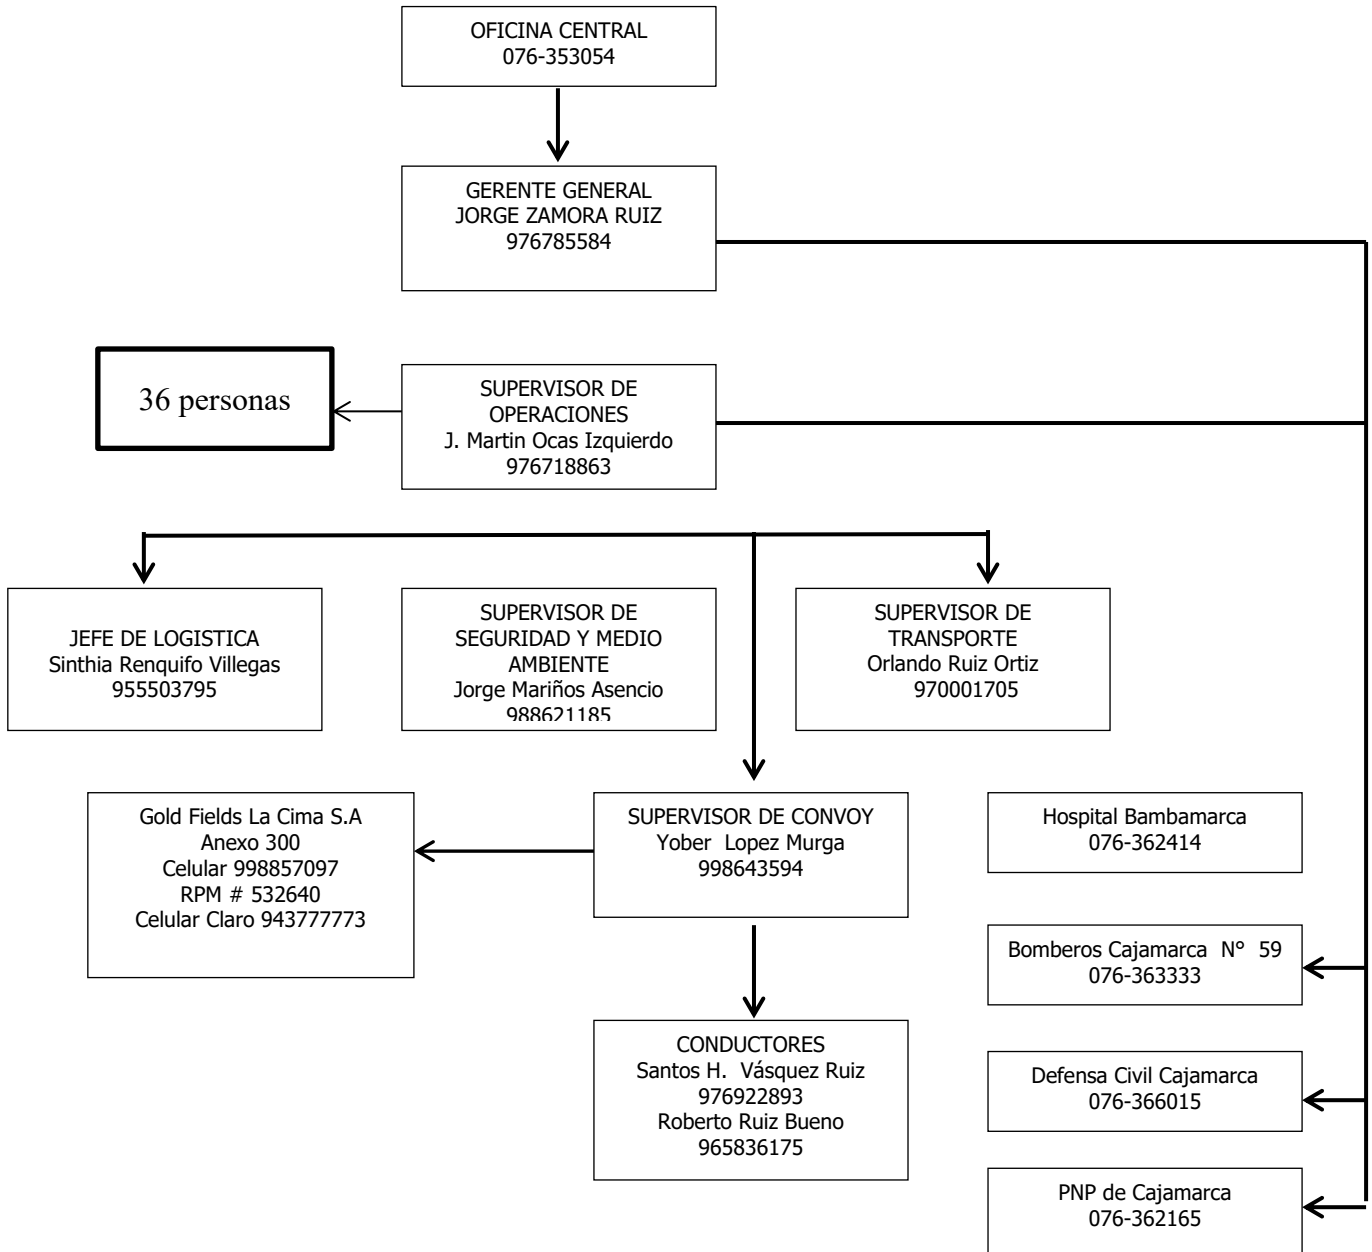 OFICINA CENTRAL
076-353054
GERENTE GENERAL
JORGE ZAMORA RUIZ
976785584
36 personas
SUPERVISOR DE
OPERACIONES
J. Martin Ocas Izquierdo
976718863
JEFE DE LOGISTICA
Sinthia Renquifo Villegas
955503795
SUPERVISOR DE
SEGURIDAD Y MEDIO
AMBIENTE
Jorge Mariños Asencio
988621185
SUPERVISOR DE
TRANSPORTE
Orlando Ruiz Ortiz
970001705
Gold Fields La Cima S.A
Anexo 300
Celular 998857097
RPM # 532640
Celular Claro 943777773
SUPERVISOR DE CONVOY
Yober Lopez Murga
998643594
Hospital Bambamarca
076-362414
Bomberos Cajamarca N° 59
076-363333
CONDUCTORES
Santos H. Vásquez Ruiz
976922893
Roberto Ruiz Bueno
965836175
Defensa Civil Cajamarca
076-366015
PNP de Cajamarca
076-362165